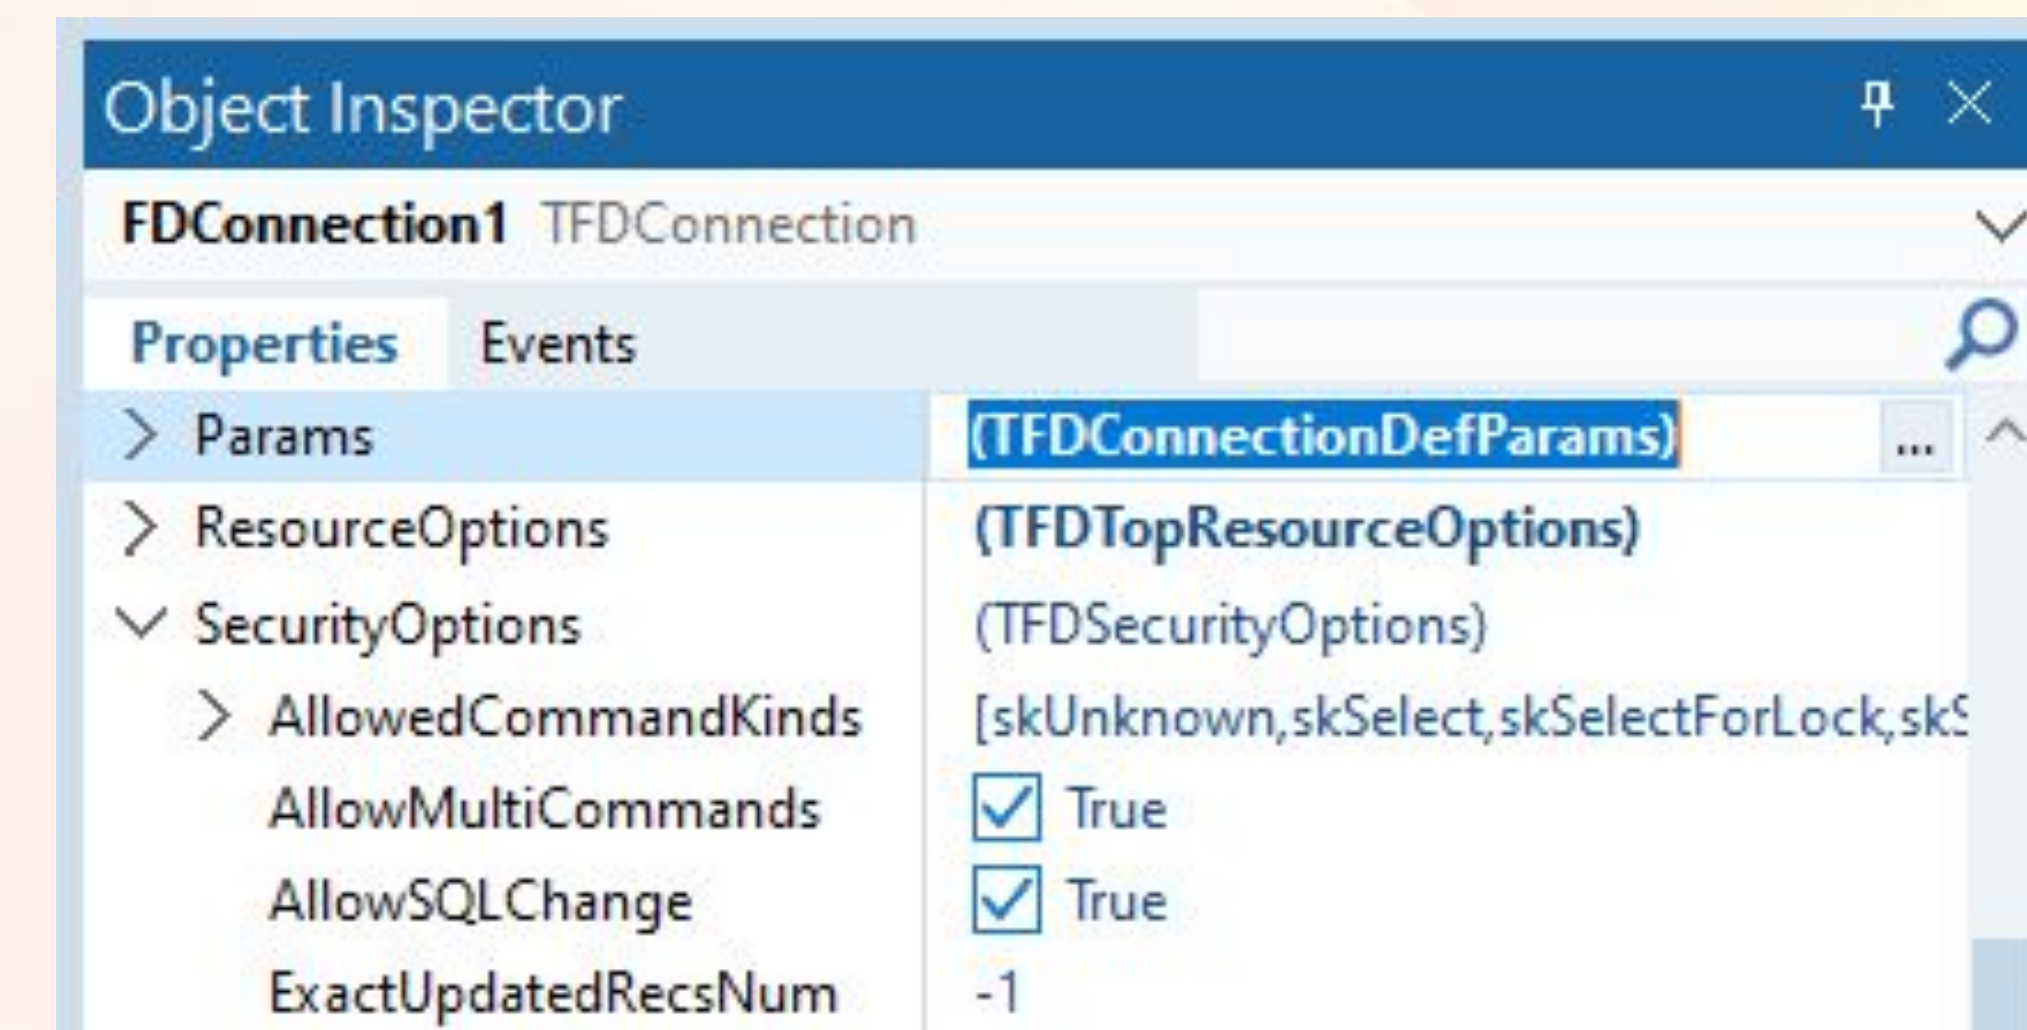 Object Inspector
FDConnection1 TFDConnection
Properties Events
Params (TFDConnectionDefParams) ...
ResourceOptions (TFDTopResourceOptions)
SecurityOptions (TFDSecurityOptions)
AllowedCommandKinds [skUnknown,skSelect,skSelectForLock,skS
AllowMultiCommands True
AllowSQLChange True
ExactUpdatedRecsNum -1